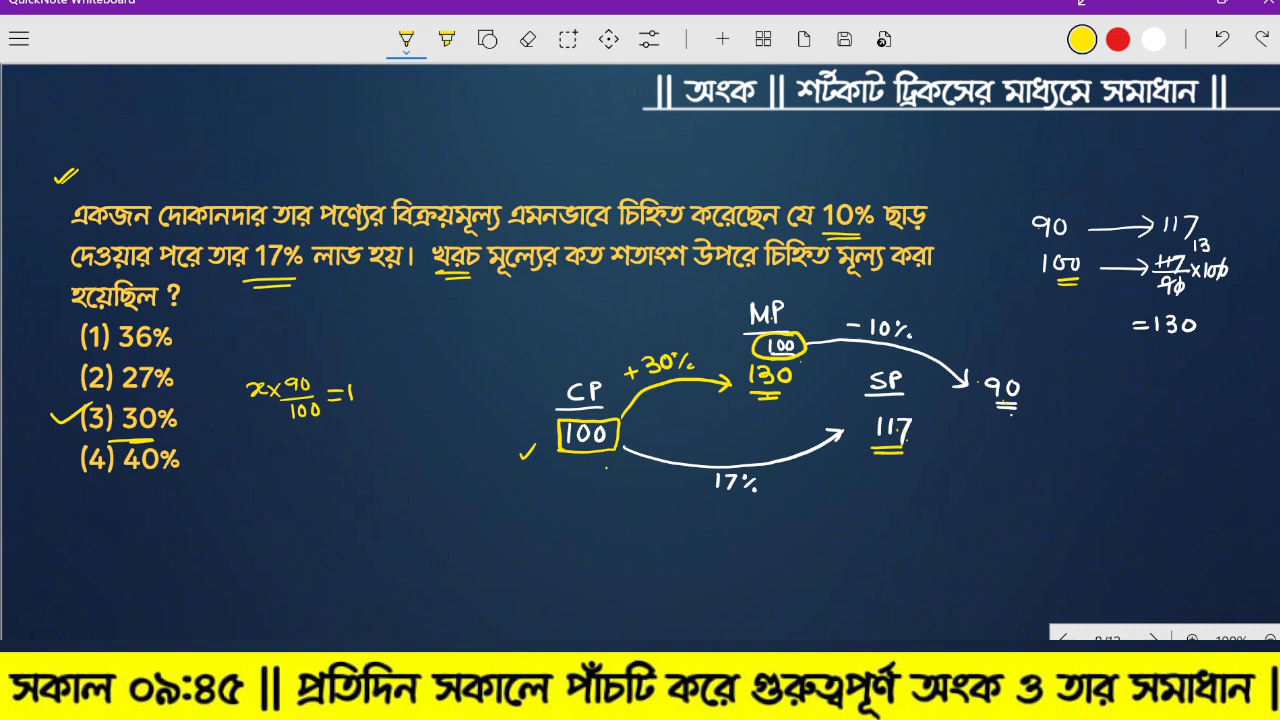 QuickNote Whiteboard
|| অংক || শর্টকাট ট্রিকসের মাধ্যমে সমাধান ||
একজন দোকানদার তার পণ্যের বিক্রয়মূল্য এমনভাবে চিহ্নিত করেছেন যে 10% ছাড়
দেওয়ার পরে তার 17% লাভ হয়। খরচ মূল্যের কত শতাংশ উপরে চিহ্নিত মূল্য করা
হয়েছিল ?
(1) 36%
(2) 27%
(3) 30%
(4) 40%
x × 90/100 = 1
CP
100
+30%
MP
100
130
-10%
90
SP
117
17%
90 → 117
13
100 → 117/90 × 100
= 130
সকাল ০৯:৪৫ || প্রতিদিন সকালে পাঁচটি করে গুরুত্বপূর্ণ অংক ও তার সমাধান |